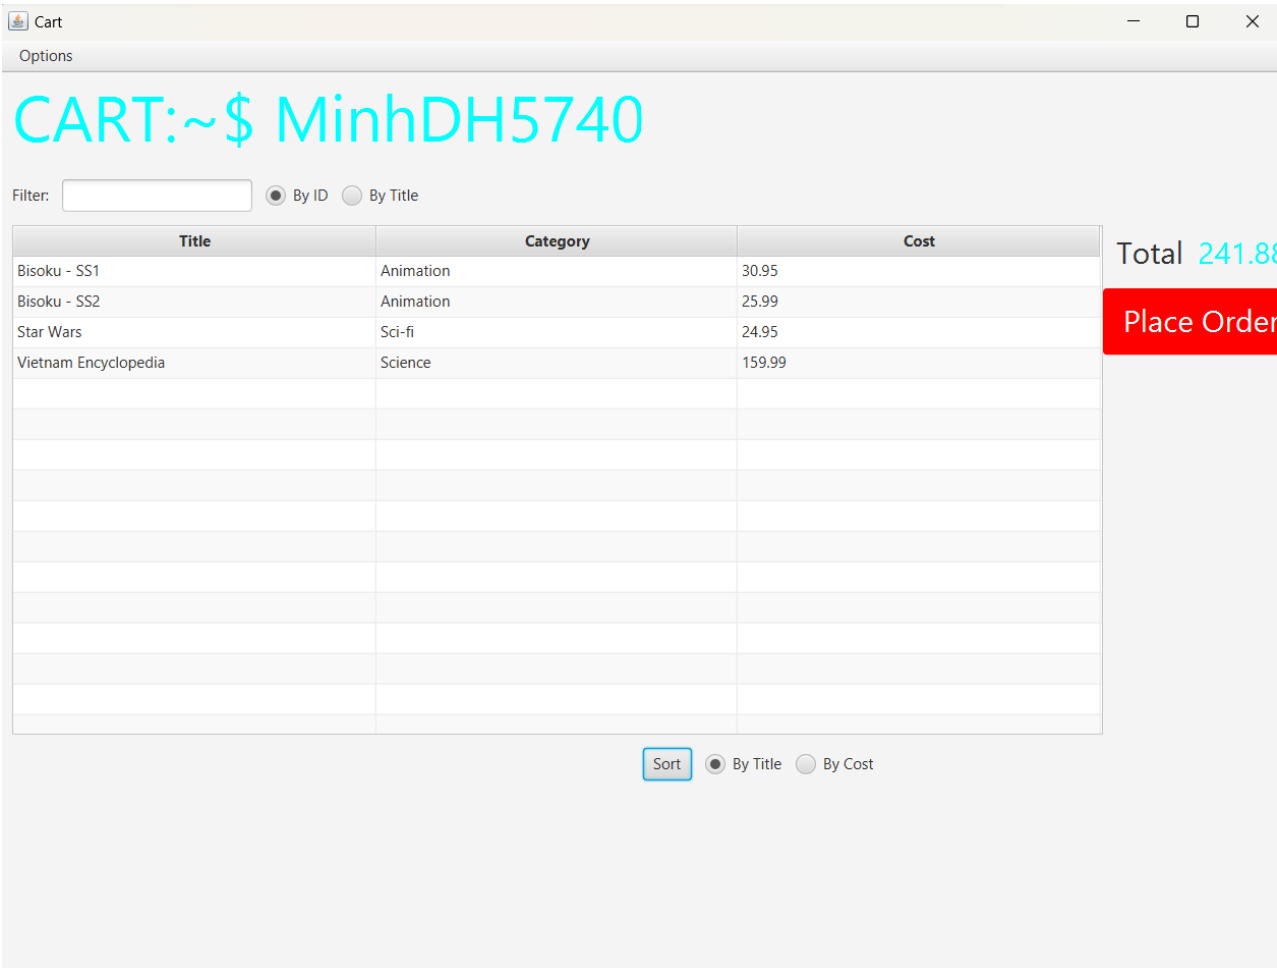 Cart
Options
CART:~$ MinhDH5740
Filter: By ID By Title
Title Category Cost
Bisoku - SS1 Animation 30.95
Bisoku - SS2 Animation 25.99
Star Wars Sci-fi 24.95
Vietnam Encyclopedia Science 159.99
Total 241.88
Place Order
Sort By Title By Cost